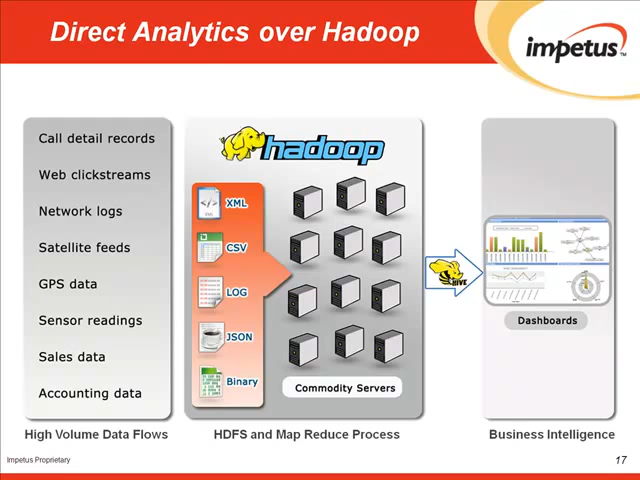 Direct Analytics over Hadoop
impetus™
Call detail records
Web clickstreams
Network logs
Satellite feeds
GPS data
Sensor readings
Sales data
Accounting data
High Volume Data Flows
hadoop
XML
CSV
LOG
JSON
Binary
Commodity Servers
HDFS and Map Reduce Process
HIVE
Dashboards
Business Intelligence
Impetus Proprietary
17